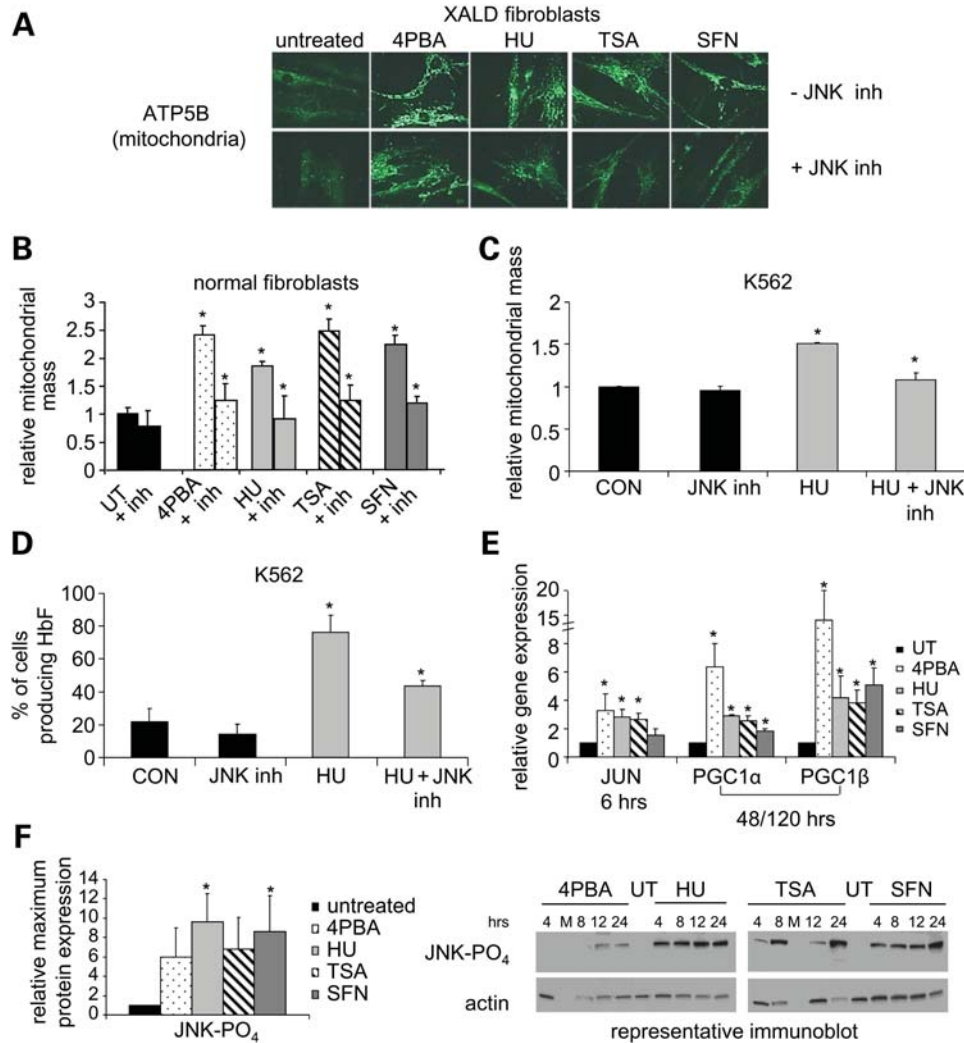 A
XALD fibroblasts
untreated 4PBA HU TSA SFN
ATP5B
(mitochondria)
- JNK inh
+ JNK inh
B
normal fibroblasts
relative mitochondrial
mass
3
2.5
2
1.5
1
0.5
0
* * * * * * * *
UT
+ inh
4PBA
+ inh
HU
+ inh
TSA
+ inh
SFN
+ inh
C
K562
relative mitochondrial mass
2
1.5
1
0.5
0
* *
CON JNK inh HU HU + JNK
inh
D
K562
% of cells
producing HbF
100
80
60
40
20
0
* *
CON JNK inh HU HU + JNK
inh
E
relative gene expression
20
15
8
6
4
2
0
* * * * * * * * * * *
UT
4PBA
HU
TSA
SFN
JUN PGC1α PGC1β
6 hrs
48/120 hrs
F
relative maximum
protein expression
14
12
10
8
6
4
2
0
* *
JNK-PO4
untreated
4PBA
HU
TSA
SFN
4PBA UT HU TSA UT SFN
hrs 4 M 8 12 24 4 8 12 24 4 8 M 12 24 4 8 12 24
JNK-PO4
actin
representative immunoblot